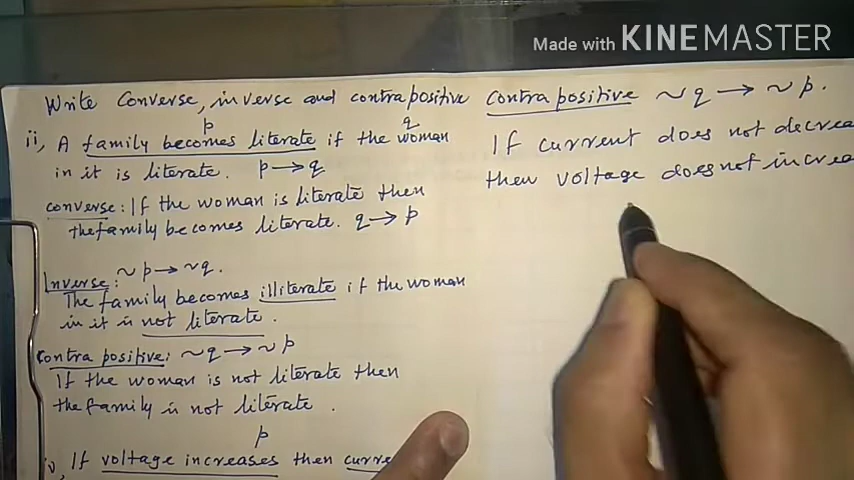 Made with KINEMASTER
Write Converse, inverse and contrapositive
p q
ii, A family becomes literate if the woman
in it is literate. p → q
converse: If the woman is literate then
the family becomes literate. q → p
Inverse: ~p → ~q.
The family becomes illiterate if the woman
in it is not literate.
Contra positive: ~q → ~p
If the woman is not literate then
the family is not literate.
p
If voltage increases then
Contrapositive ~q → ~p.
If current does not
then voltage does not